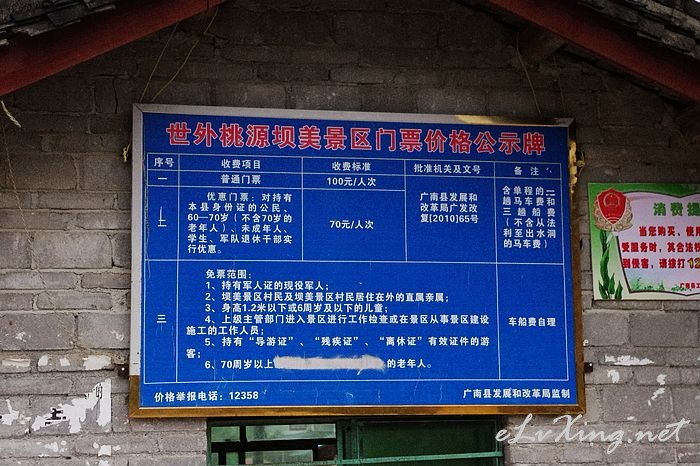 世外桃源坝美景区门票价格公示牌
序号 收费项目 收费标准 批准机关及文号 备注
一 普通门票 100元/人次
二 优惠门票：对持有
本县身份证的公民、
60—70岁（不含70岁的
老年人）、未成年人、
学生、军队退休干部实
行优惠。
70元/人次
广南县发展和
改革局广发改
复[2010]65号
含单程的二
趟马车费和
三趟船费
（不含从法
利至出水洞
的马车费）
三 免票范围：
1、持有军人证的现役军人；
2、坝美景区村民及坝美景区村民居住在外的直属亲属；
3、身高1.2米以下或6周岁及以下的儿童；
4、上级主管部门进入景区进行工作检查或在景区从事景区建设
施工的工作人员；
5、持有“导游证”、“残疾证”、“离休证”有效证件的游
客；
6、70周岁以上 的老年人。
车船费自理
价格举报电话：12358 广南县发展和改革局监制
消费提
当您购买、使用
受服务时，其合法
到侵害，请拨打12
广南县工
eLvXing.net